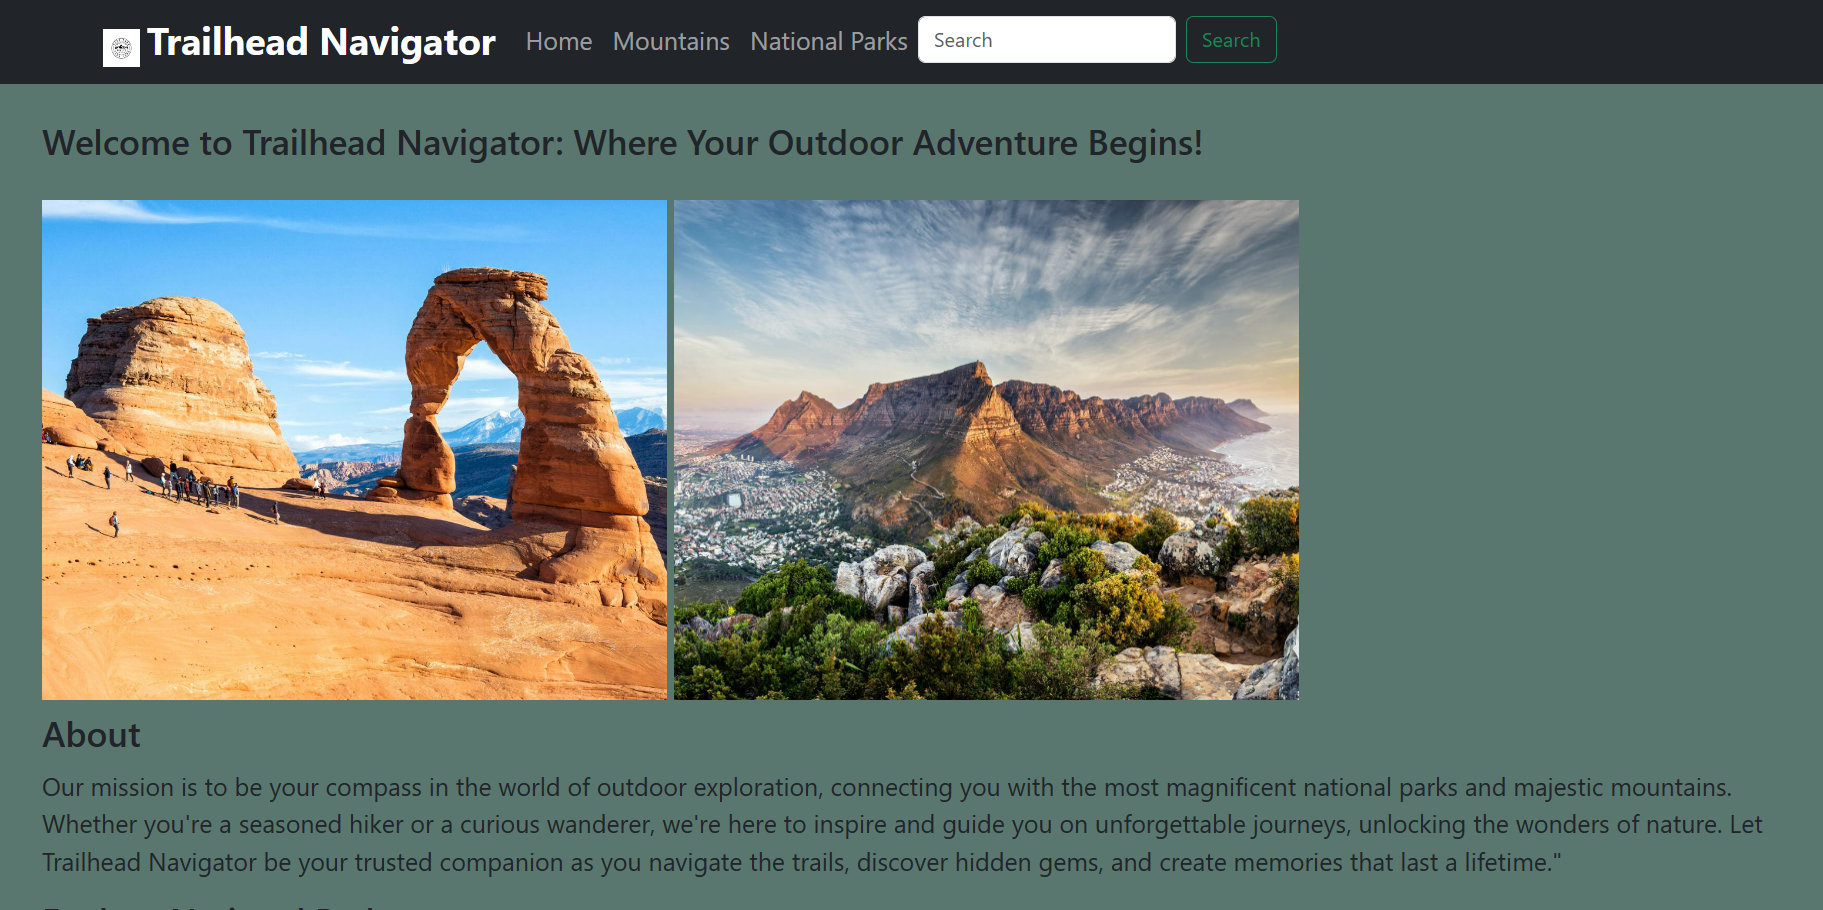 Trailhead Navigator Home Mountains National Parks Search Search
Welcome to Trailhead Navigator: Where Your Outdoor Adventure Begins!
About
Our mission is to be your compass in the world of outdoor exploration, connecting you with the most magnificent national parks and majestic mountains.
Whether you're a seasoned hiker or a curious wanderer, we're here to inspire and guide you on unforgettable journeys, unlocking the wonders of nature. Let
Trailhead Navigator be your trusted companion as you navigate the trails, discover hidden gems, and create memories that last a lifetime."